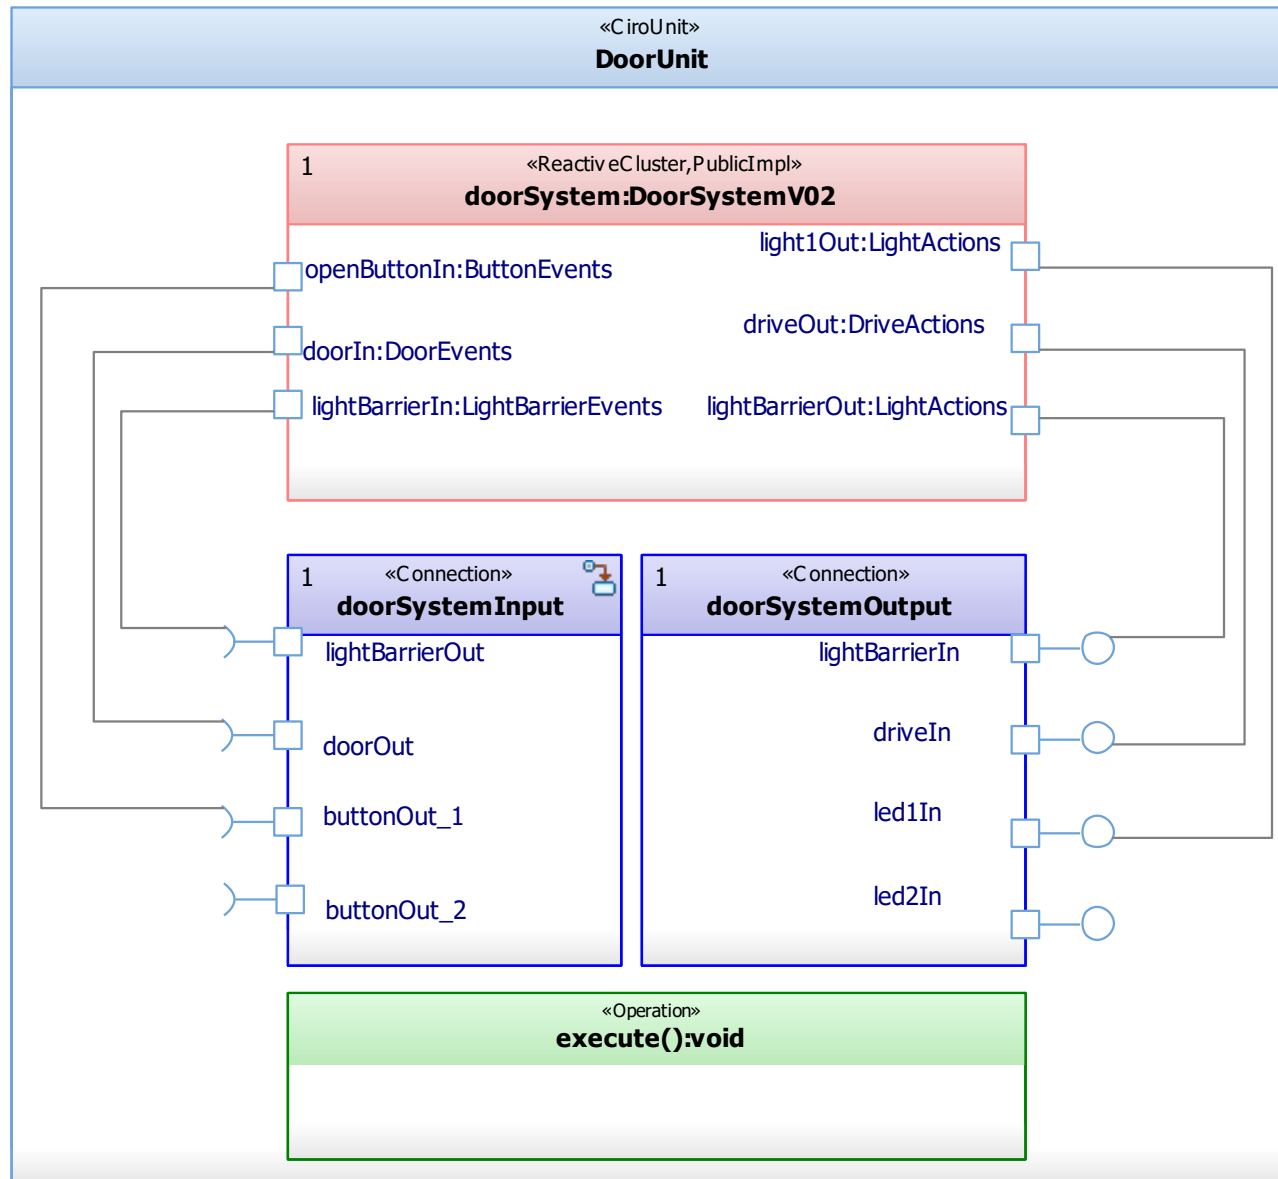 «CiroUnit»
DoorUnit
1
«ReactiveCluster,PublicImpl»
doorSystem:DoorSystemV02
light1Out:LightActions
openButtonIn:ButtonEvents
driveOut:DriveActions
doorIn:DoorEvents
lightBarrierIn:LightBarrierEvents
lightBarrierOut:LightActions
1
«Connection»
doorSystemInput
lightBarrierOut
doorOut
buttonOut_1
buttonOut_2
1
«Connection»
doorSystemOutput
lightBarrierIn
driveIn
led1In
led2In
«Operation»
execute():void